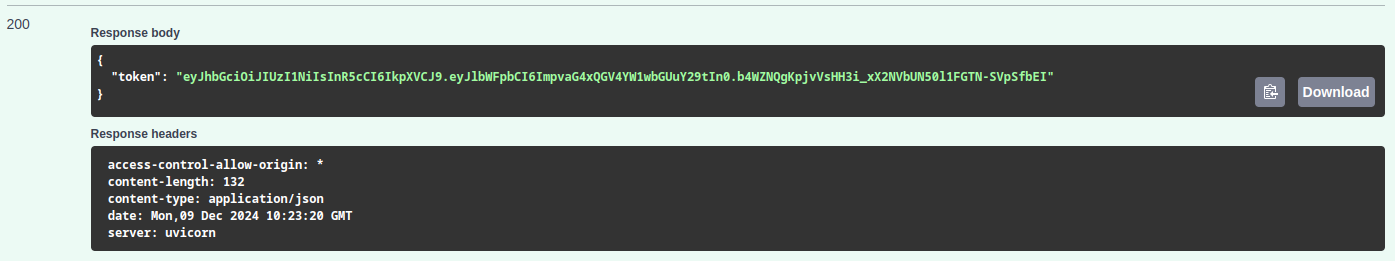 200
Response body
{
"token": "eyJhbGciOiJIUzI1NiIsInR5cCI6IkpXVCJ9.eyJlbWFpbCI6ImpvaG4xQGV4YW1wbGUuY29tIn0.b4WZNQgKpjvVsHH3i_xX2NVbUN50l1FGTN-SVpSfbEI"
}
Download
Response headers
access-control-allow-origin: *
content-length: 132
content-type: application/json
date: Mon,09 Dec 2024 10:23:20 GMT
server: uvicorn